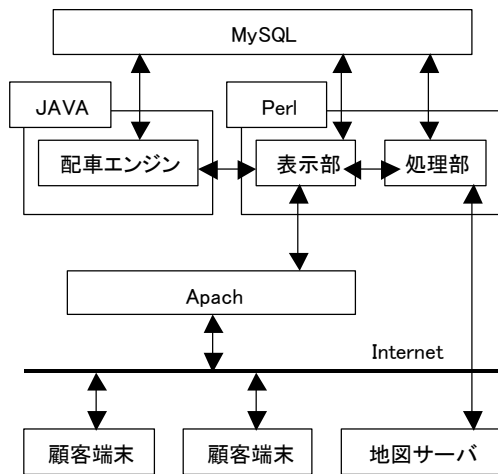 MySQL
JAVA
Perl
配車エンジン
表示部
処理部
Apach
Internet
顧客端末
顧客端末
地図サーバ